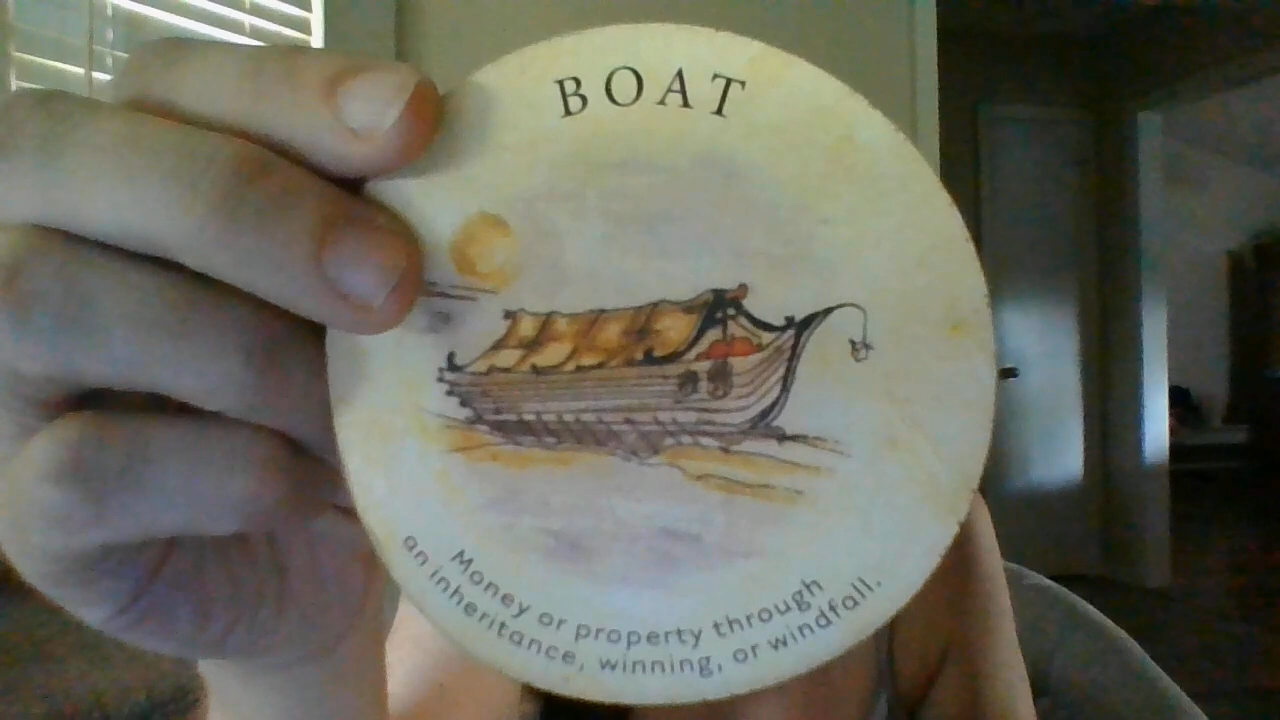 BOAT
Money or property through
an inheritance, winning, or windfall.